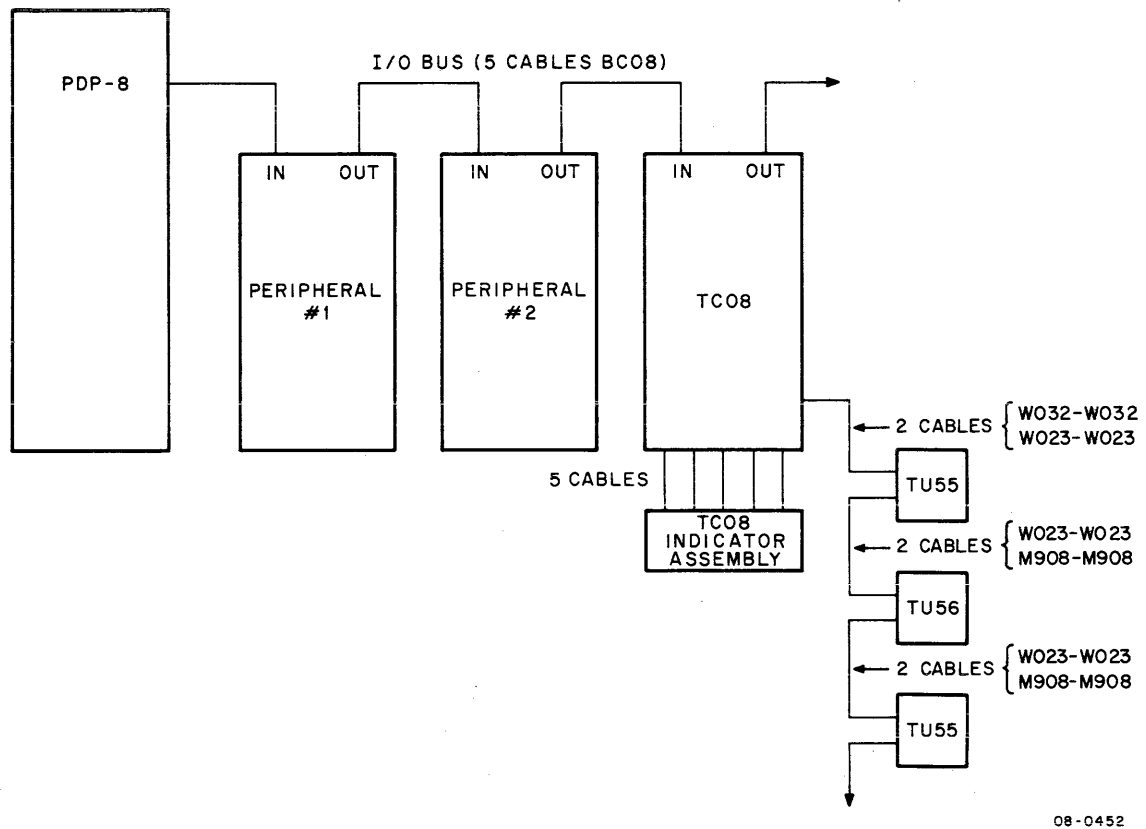 I/O BUS (5 CABLES BC08)
PDP-8
IN OUT
IN OUT
IN OUT
PERIPHERAL
#1
PERIPHERAL
#2
TC08
2 CABLES
W032-W032
W023-W023
5 CABLES
TU55
TC08
INDICATOR
ASSEMBLY
2 CABLES
W023-W023
M908-M908
TU56
2 CABLES
W023-W023
M908-M908
TU55
08-0452